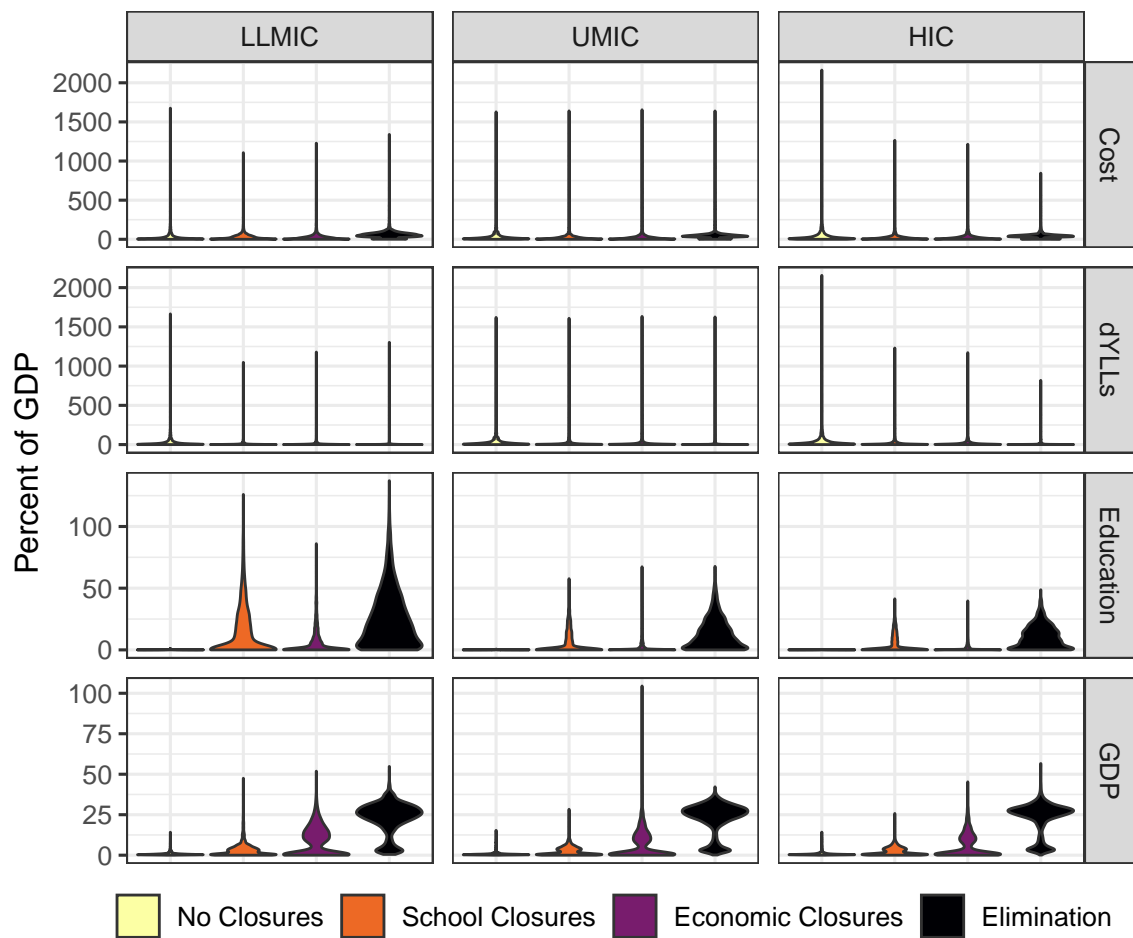 LLMIC UMIC HIC
Percent of GDP
2000
1500
1000
500
0
Cost
2000
1500
1000
500
0
dYLLs
100
50
0
Education
100
75
50
25
0
GDP
No Closures School Closures Economic Closures Elimination